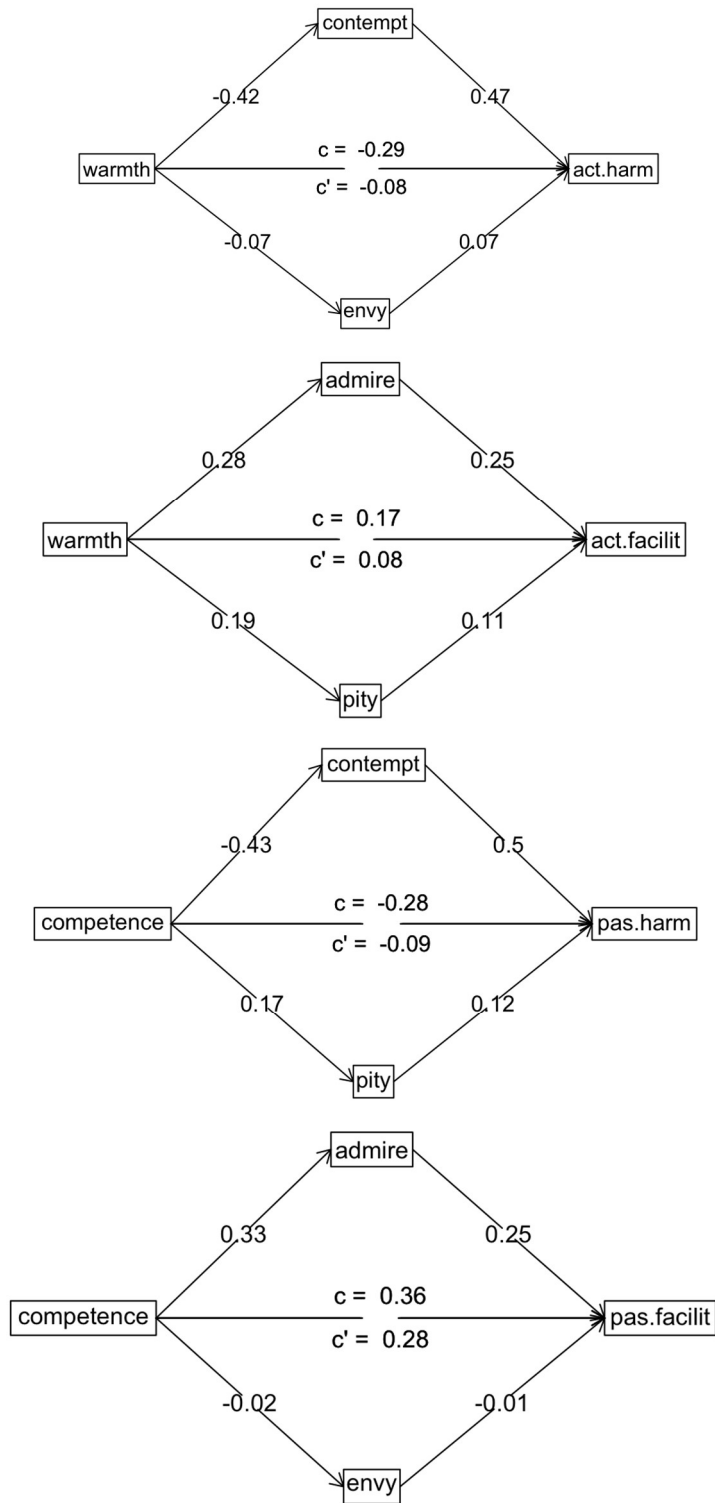 contempt
-0.42
0.47
c = -0.29
warmth
act.harm
c' = -0.08
-0.07
0.07
envy
admire
0.28
0.25
c = 0.17
warmth
act.facilit
c' = 0.08
0.19
0.11
pity
contempt
-0.43
0.5
c = -0.28
competence
pas.harm
c' = -0.09
0.17
0.12
pity
admire
0.33
0.25
c = 0.36
competence
pas.facilit
c' = 0.28
-0.02
-0.01
envy